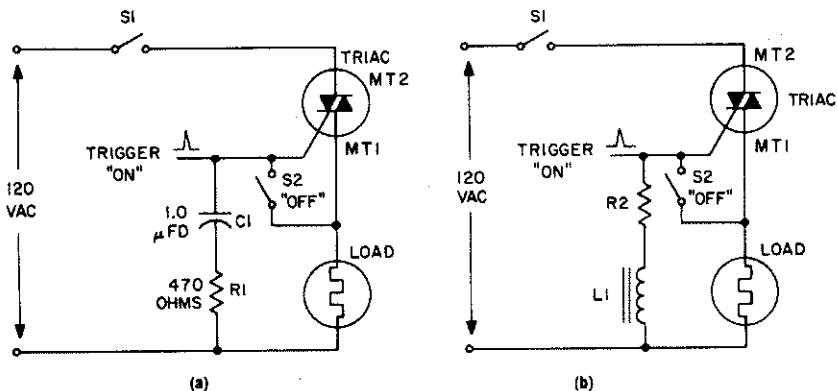 S1
TRIAC
MT2
TRIGGER
"ON"
MT1
S2
"OFF"
120
VAC
1.0
μFD
C1
470
OHMS
R1
LOAD
(a)
S1
MT2
TRIAC
TRIGGER
"ON"
MT1
S2
"OFF"
120
VAC
R2
L1
LOAD
(b)